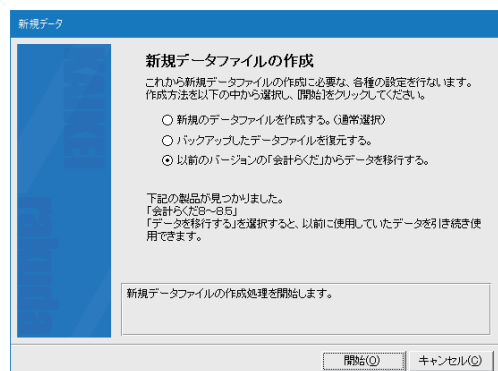 新規データ
新規データファイルの作成
これから新規データファイルの作成に必要な、各種の設定を行ないます。
作成方法を以下の中から選択し、[開始]をクリックしてください。
新規のデータファイルを作成する。(通常選択)
バックアップしたデータファイルを復元する。
以前のバージョンの「会計らくだ」からデータを移行する。
下記の製品が見つかりました。
「会計らくだ8～8.5」
「データを移行する」を選択すると、以前に使用していたデータを引き続き使
用できます。
新規データファイルの作成処理を開始します。
開始(O)
キャンセル(C)
KAIKEI
rakuda